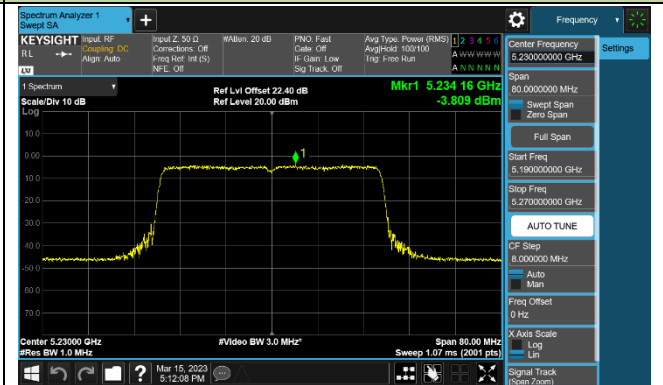 Spectrum Analyzer 1
Swept SA
+
Frequency
KEYSIGHT
RL
LXI
Input: RF
Coupling: DC
Align: Auto
Input Z: 50 Ω
Corrections: Off
Freq Ref: Int (S)
NFE: Off
#Atten: 20 dB
PNO: Fast
Gate: Off
IF Gain: Low
Sig Track: Off
Avg Type: Power (RMS)
Avg|Hold: 100/100
Trig: Free Run
1 2 3 4 5 6
A W W W W W
A N N N N N
1 Spectrum
Scale/Div 10 dB
Log
Ref Lvl Offset 22.40 dB
Ref Level 20.00 dBm
Mkr1 5.234 16 GHz
-3.809 dBm
10.0
0.00
-10.0
-20.0
-30.0
-40.0
-50.0
-60.0
-70.0
1
Center 5.23000 GHz
#Res BW 1.0 MHz
#Video BW 3.0 MHz*
Span 80.00 MHz
Sweep 1.07 ms (2001 pts)
Center Frequency
5.230000000 GHz
Settings
Span
80.0000000 MHz
Swept Span
Zero Span
Full Span
Start Freq
5.190000000 GHz
Stop Freq
5.270000000 GHz
AUTO TUNE
CF Step
8.000000 MHz
Auto
Man
Freq Offset
0 Hz
X Axis Scale
Log
Lin
Signal Track
(Span Zoom)
?
Mar 15, 2023
5:12:08 PM